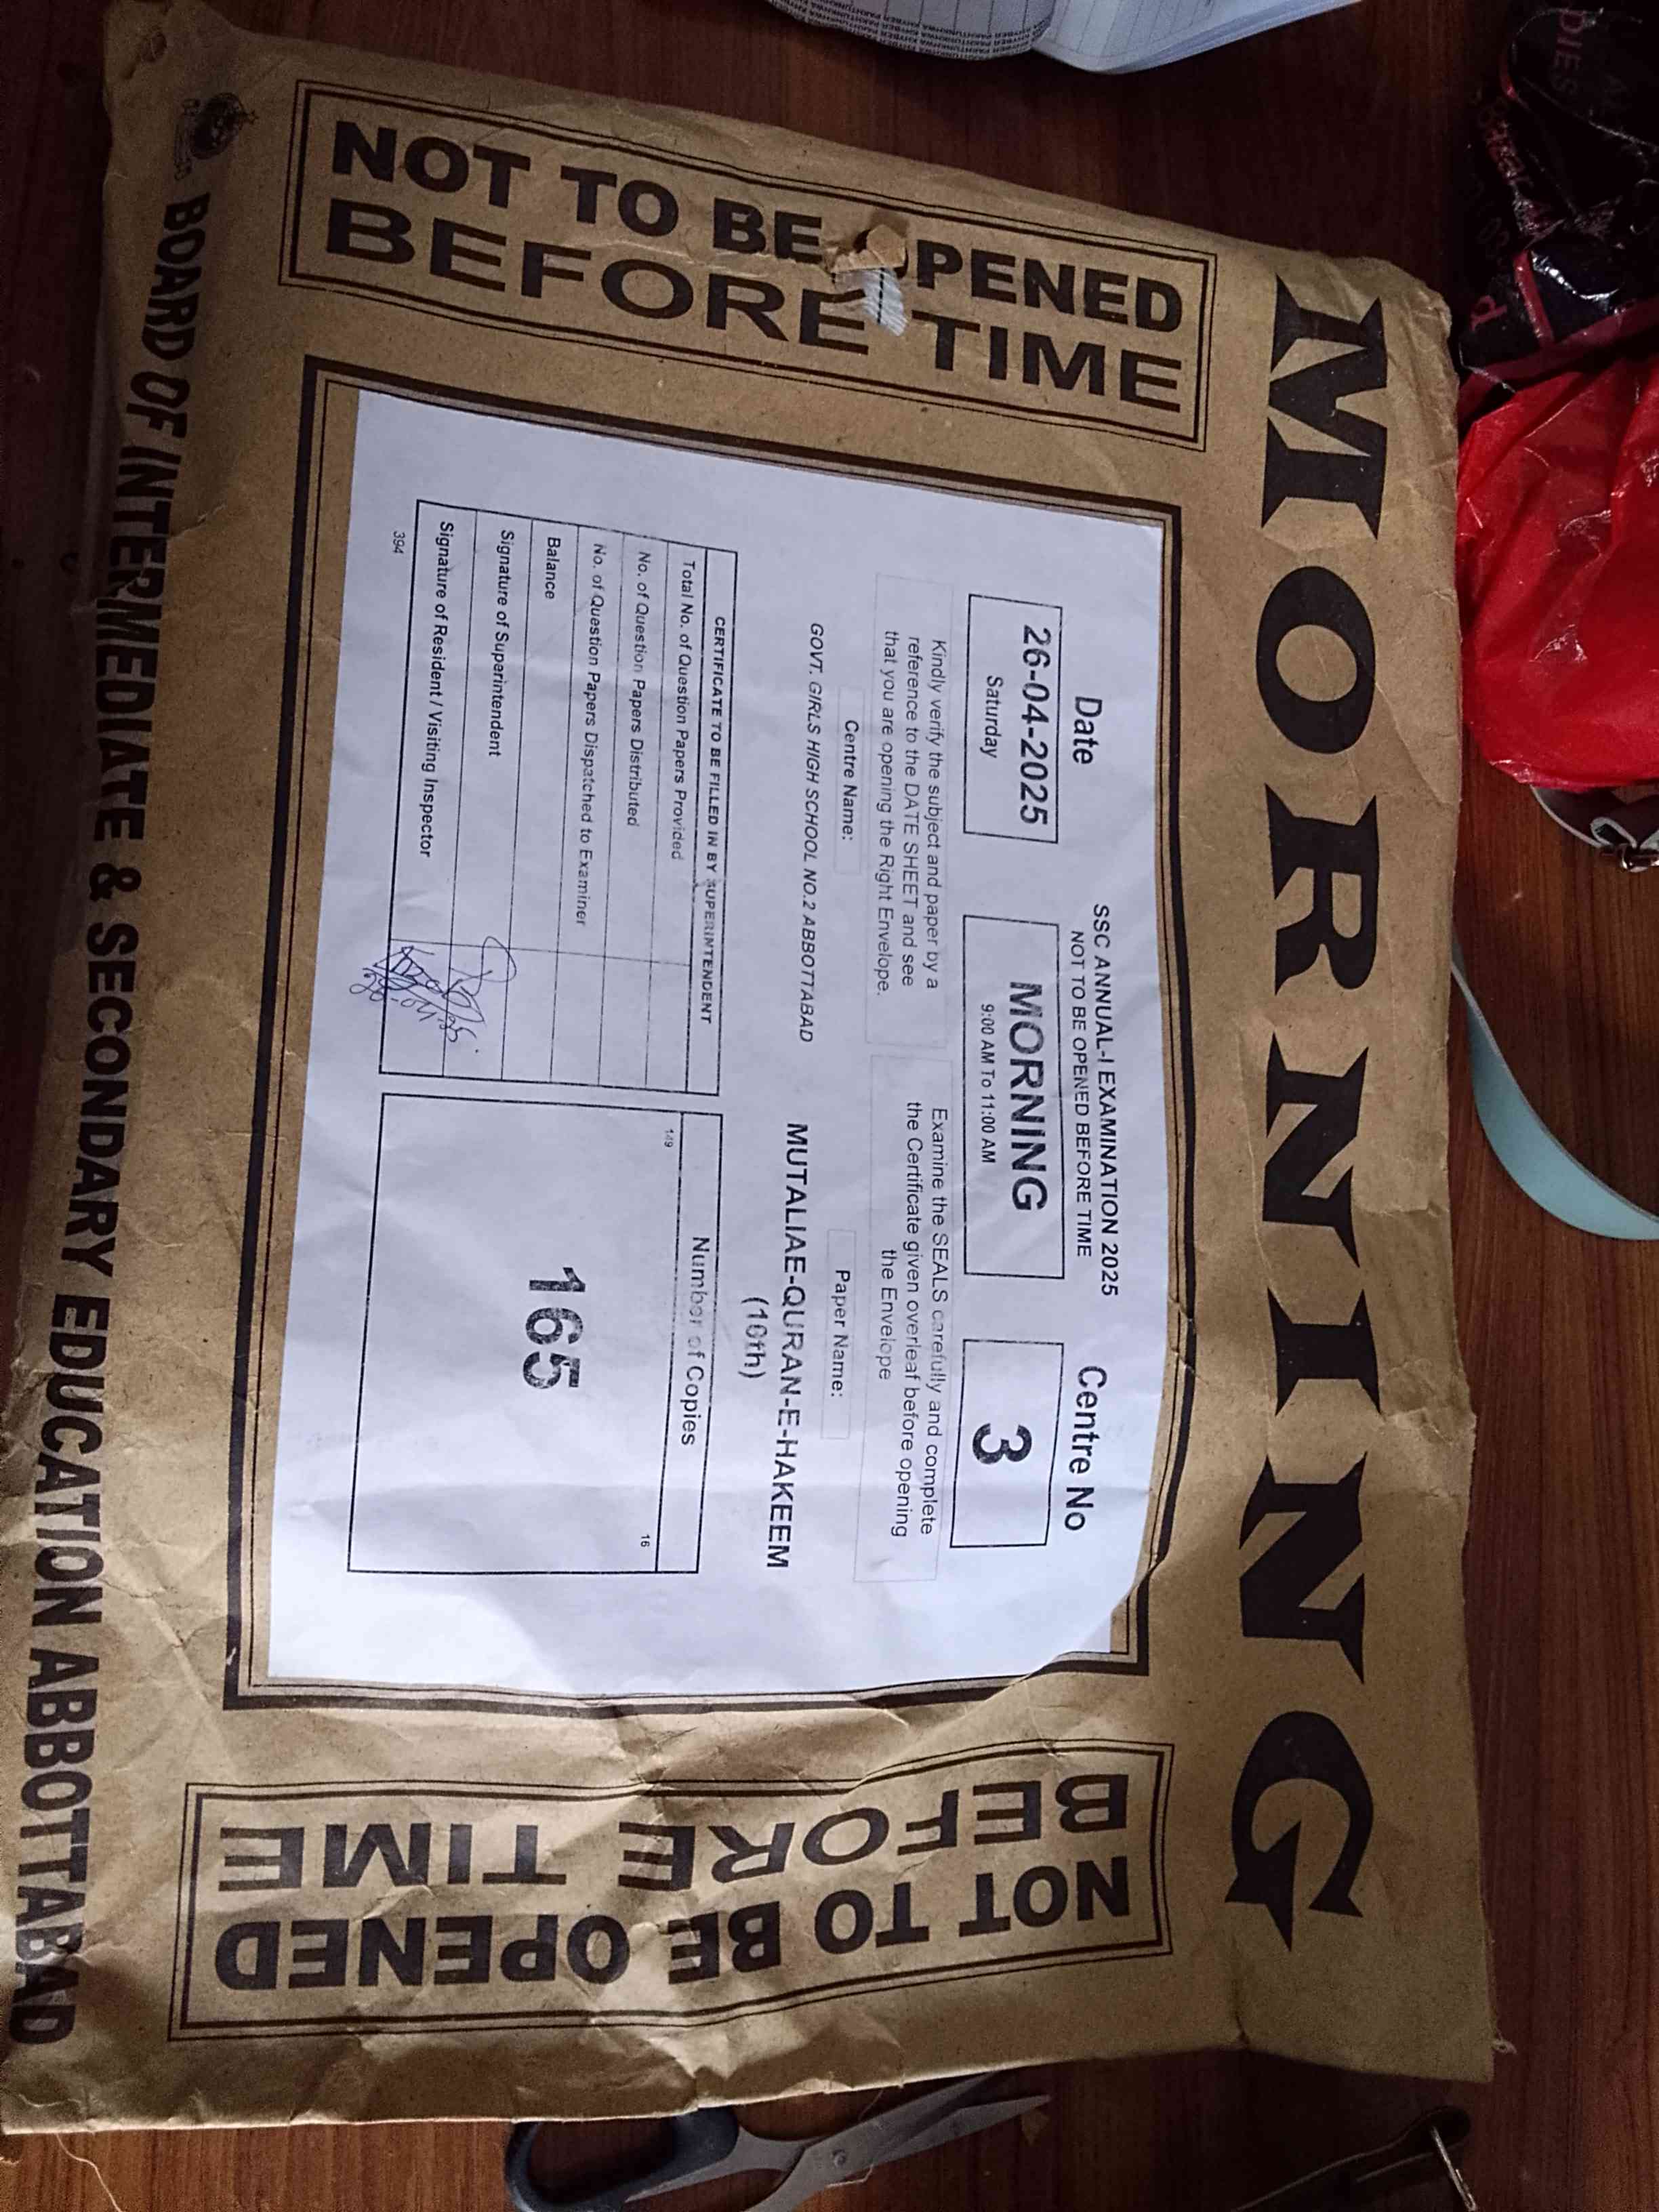 MORNING
NOT TO BE OPENED
BEFORE TIME
SSC ANNUAL-I EXAMINATION 2025
NOT TO BE OPENED BEFORE TIME
Date
26-04-2025
Saturday
MORNING
9:00 AM To 11:00 AM
Centre No
3
Kindly verify the subject and paper by a
reference to the DATE SHEET and see
that you are opening the Right Envelope.
Examine the SEALS carefully and complete
the Certificate given overleaf before opening
the Envelope
Centre Name:
GOVT. GIRLS HIGH SCHOOL NO.2 ABBOTTABAD
Paper Name:
MUTALIAE-QURAN-E-HAKEEM
(10th)
CERTIFICATE TO BE FILLED IN BY SUPERINTENDENT
Total No. of Question Papers Provided
No. of Question Papers Distributed
No. of Question Papers Dispatched to Examiner
Balance
Signature of Superintendent
Signature of Resident / Visiting Inspector
394
Number of Copies
149
16
165
NOT TO BE OPENED
BEFORE TIME
BOARD OF INTERMEDIATE & SECONDARY EDUCATION ABBOTTABAD